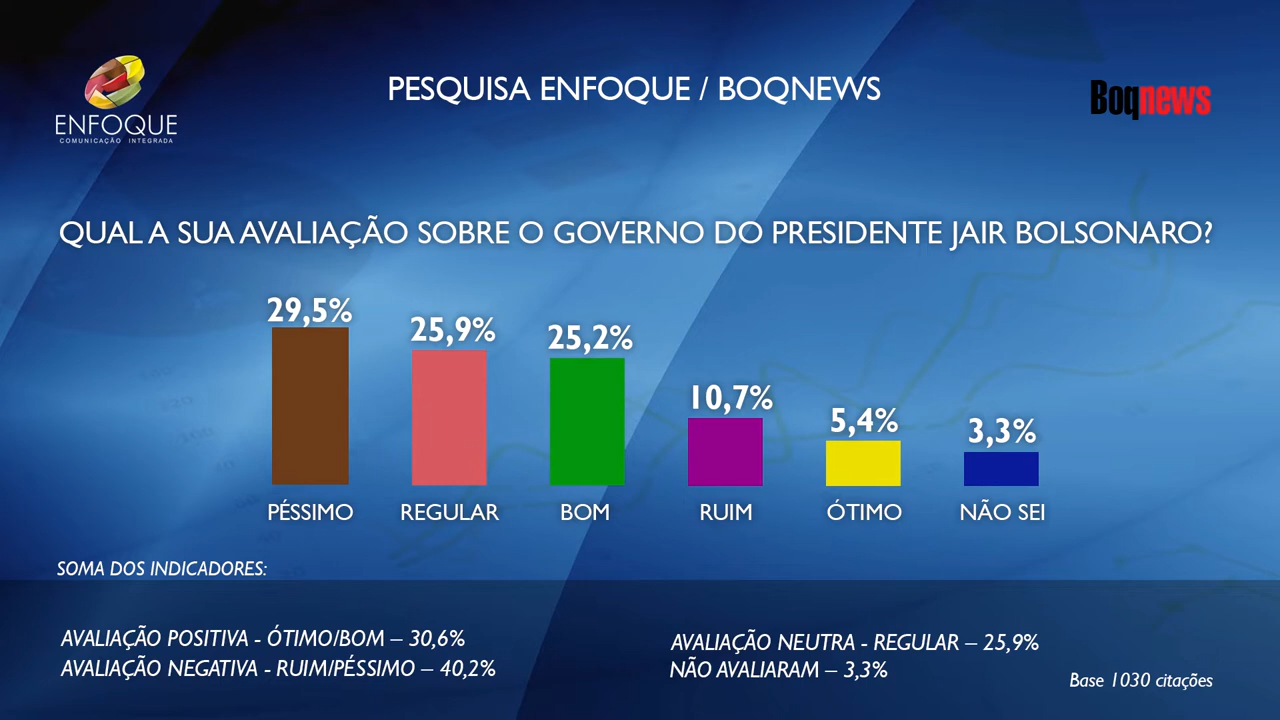 ENFOQUE
COMUNICAÇÃO INTEGRADA
PESQUISA ENFOQUE / BOQNEWS
Boqnews
QUAL A SUA AVALIAÇÃO SOBRE O GOVERNO DO PRESIDENTE JAIR BOLSONARO?
29,5%
25,9%
25,2%
10,7%
5,4%
3,3%
PÉSSIMO
REGULAR
BOM
RUIM
ÓTIMO
NÃO SEI
SOMA DOS INDICADORES:
AVALIAÇÃO POSITIVA - ÓTIMO/BOM – 30,6%
AVALIAÇÃO NEGATIVA - RUIM/PÉSSIMO – 40,2%
AVALIAÇÃO NEUTRA - REGULAR – 25,9%
NÃO AVALIARAM – 3,3%
Base 1030 citações